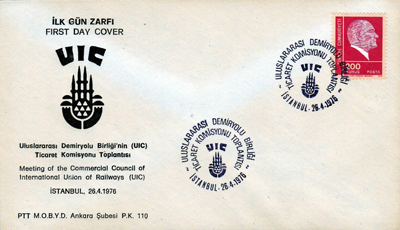 İLK GÜN ZARFI
FIRST DAY COVER
UIC
Uluslararası Demiryolu Birliği'nin (UIC)
Ticaret Komisyonu Toplantısı
Meeting of the Commercial Council of
International Union of Railways (UIC)
İSTANBUL, 26.4.1976
PTT M.O.B.Y.D. Ankara Şubesi P.K. 110
ULUSLARARASI DEMİRYOLU BİRLİĞİ
TİCARET KOMİSYONU TOPLANTISI
UIC
İSTANBUL - 26.4.1976
ULUSLARARASI DEMİRYOLU BİRLİĞİ
TİCARET KOMİSYONU TOPLANTISI
UIC
İSTANBUL - 26.4.1976
200
POSTA